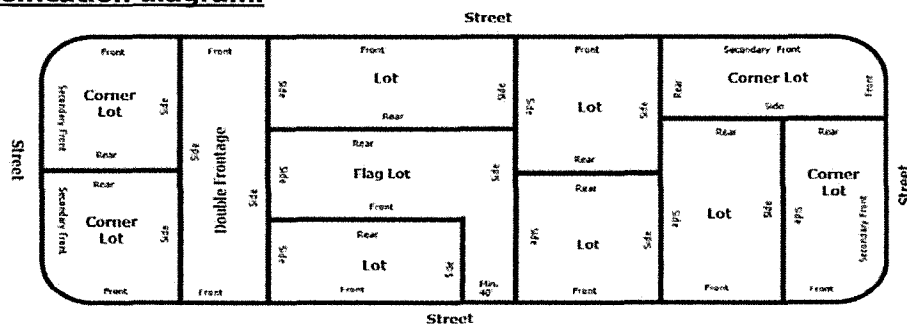 Street
Front
Secondary Front
Corner Lot
Side
Rear
Rear
Secondary Front
Corner Lot
Side
Front
Street
Front
Side
Double Frontage
Side
Front
Front
Side
Lot
Side
Rear
Rear
Side
Flag Lot
Side
Front
Rear
Side
Lot
Side
Front
Min. 40'
Front
Side
Lot
Side
Rear
Rear
Side
Lot
Side
Front
Secondary Front
Rear
Corner Lot
Front
Side
Rear
Side
Lot
Side
Front
Rear
Corner Lot
Side
Secondary Front
Front
Street
Street